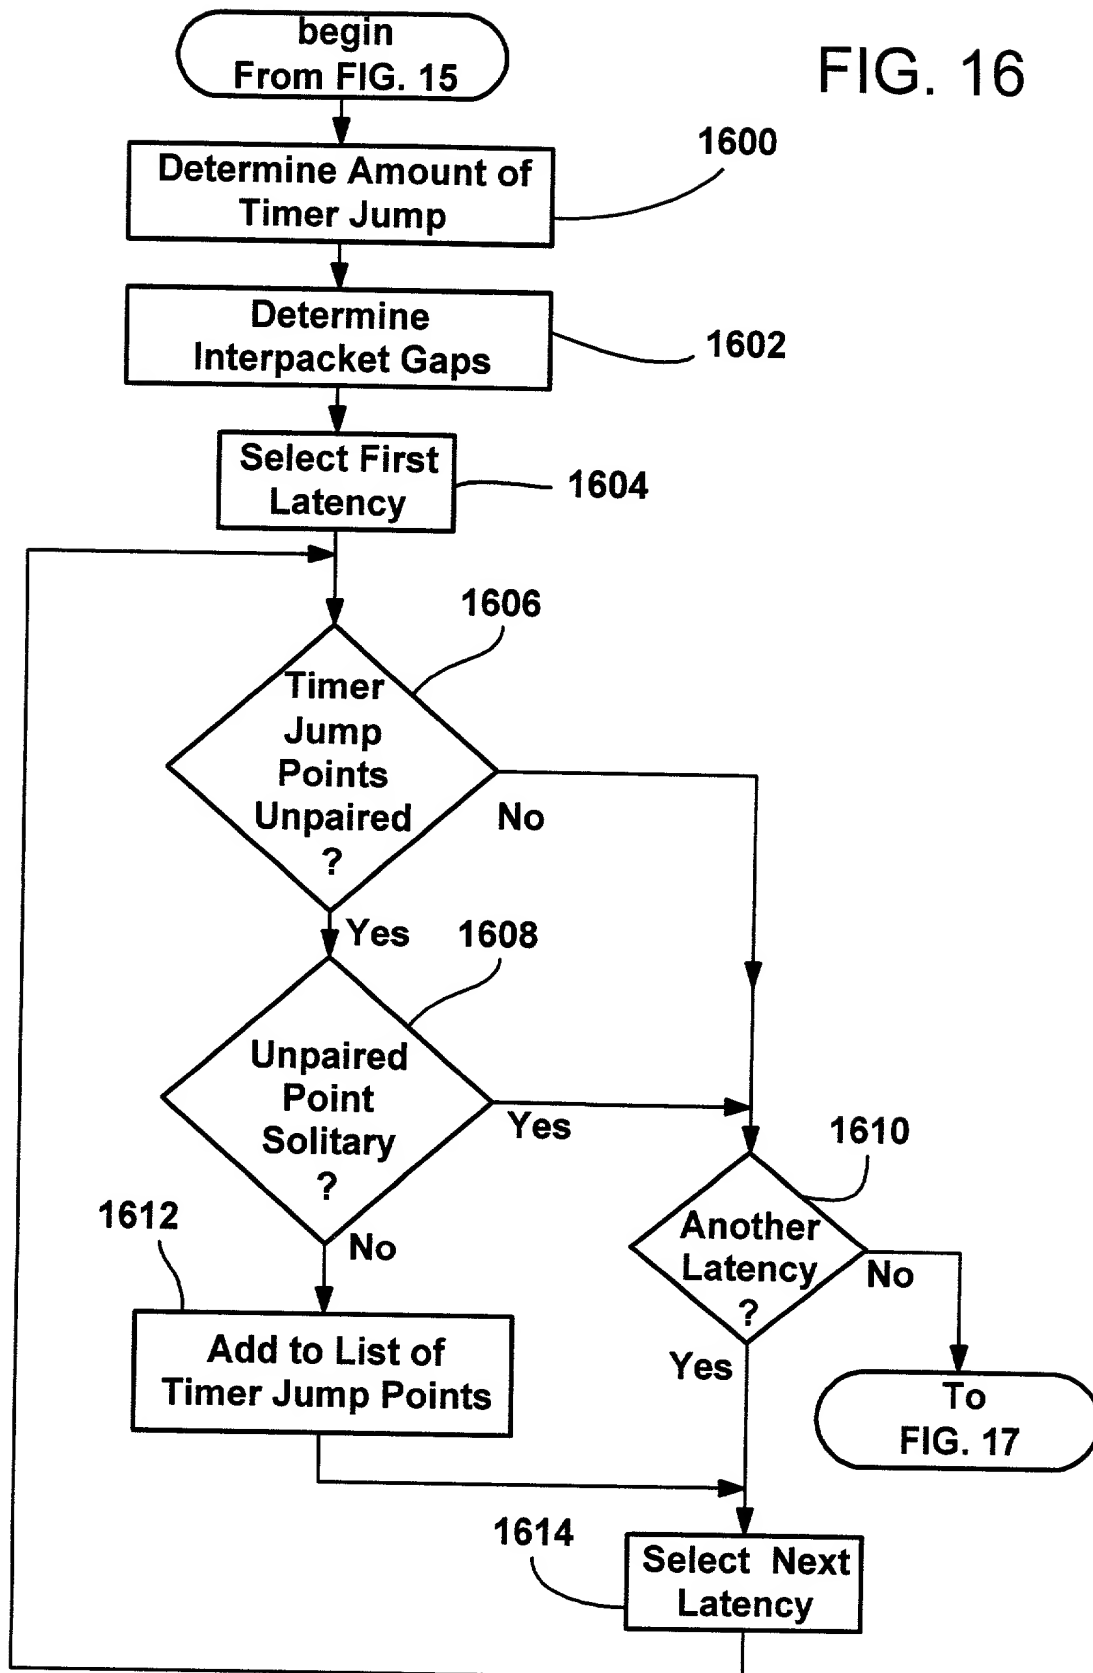 begin
From FIG. 15
FIG. 16
1600
Determine Amount of
Timer Jump
Determine
Interpacket Gaps
1602
Select First
Latency
1604
1606
Timer
Jump
Points
Unpaired
?
No
Yes
1608
Unpaired
Point
Solitary
?
Yes
1610
Another
Latency
?
No
1612
No
Add to List of
Timer Jump Points
Yes
To
FIG. 17
1614
Select Next
Latency